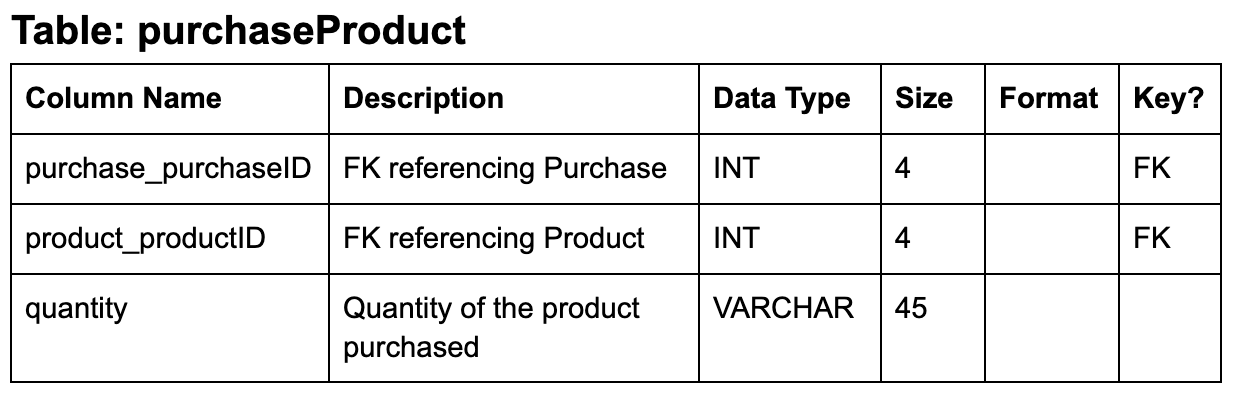 Table: purchaseProduct
Column Name Description Data Type Size Format Key?
purchase_purchaseID FK referencing Purchase INT 4 FK
product_productID FK referencing Product INT 4 FK
quantity Quantity of the product VARCHAR 45
purchased